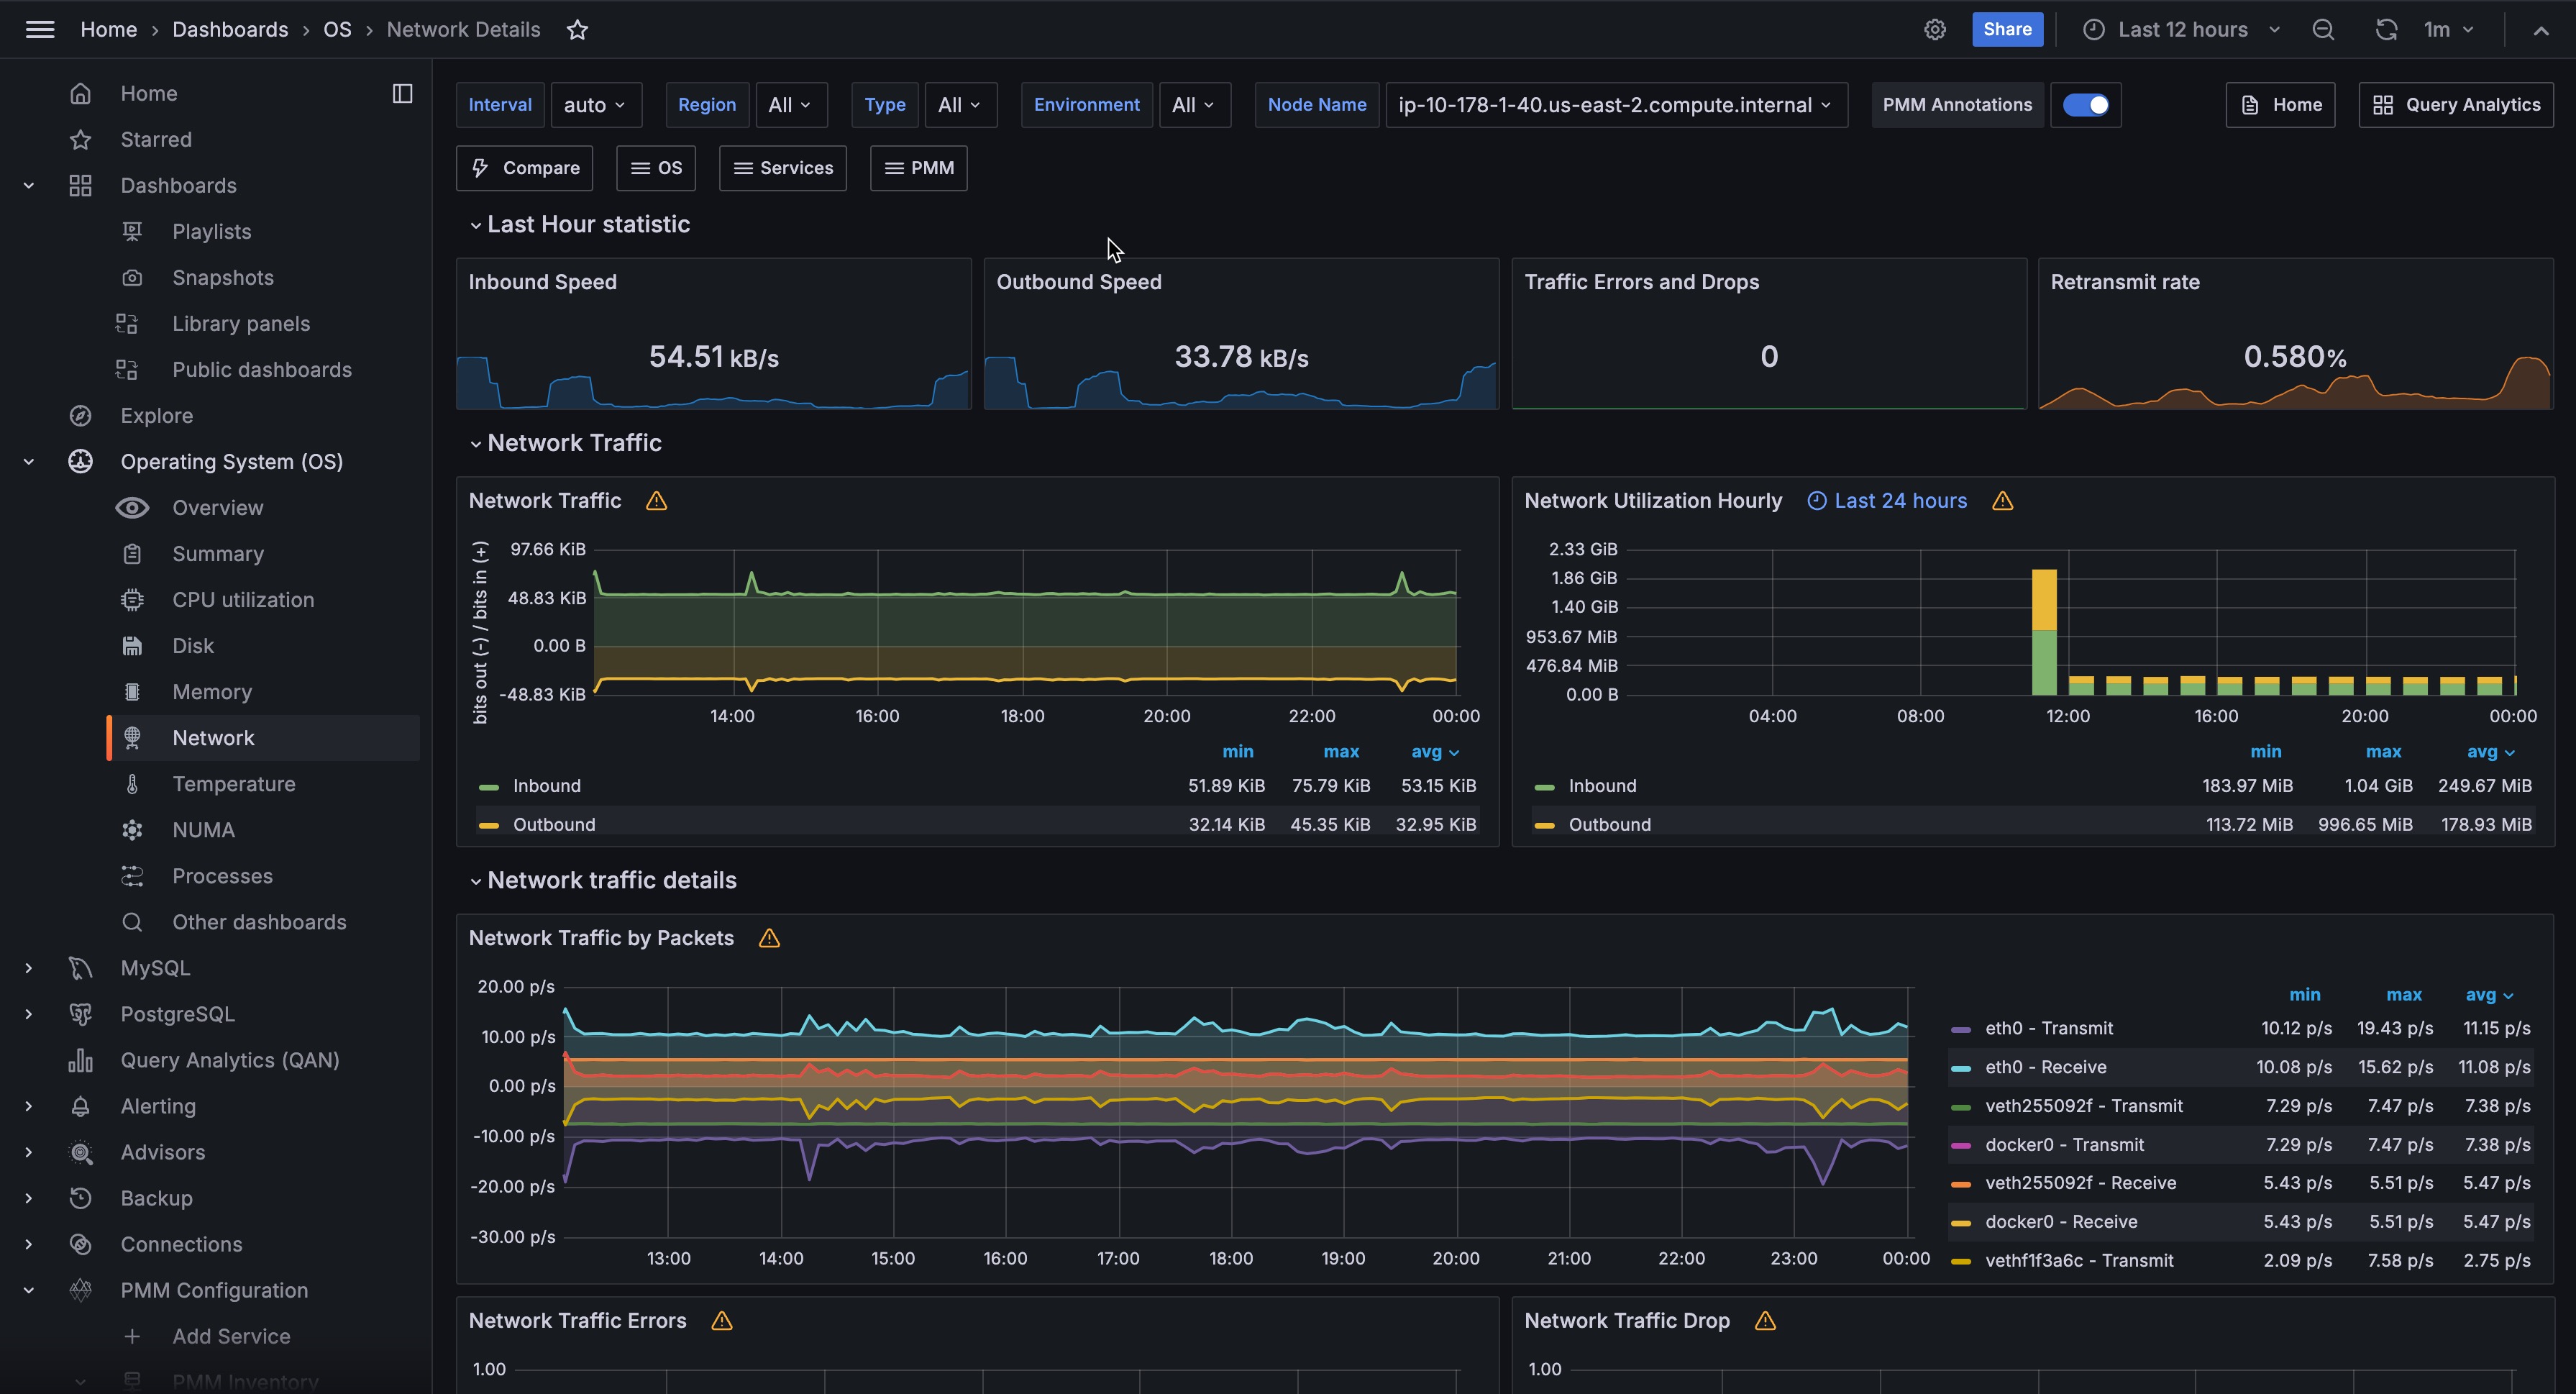 Home › Dashboards › OS › Network Details
Share
Last 12 hours
1m
Home
Starred
Dashboards
Playlists
Snapshots
Library panels
Public dashboards
Explore
Operating System (OS)
Overview
Summary
CPU utilization
Disk
Memory
Network
Temperature
NUMA
Processes
Other dashboards
MySQL
PostgreSQL
Query Analytics (QAN)
Alerting
Advisors
Backup
Connections
PMM Configuration
Add Service
PMM Inventory
Interval auto Region All Type All Environment All Node Name ip-10-178-1-40.us-east-2.compute.internal PMM Annotations Home Query Analytics
Compare OS Services PMM
Last Hour statistic
Inbound Speed
54.51 kB/s
Outbound Speed
33.78 kB/s
Traffic Errors and Drops
0
Retransmit rate
0.580%
Network Traffic
Network Traffic
bits out (-) / bits in (+)
97.66 KiB
48.83 KiB
0.00 B
-48.83 KiB
14:00 16:00 18:00 20:00 22:00 00:00
min max avg
Inbound 51.89 KiB 75.79 KiB 53.15 KiB
Outbound 32.14 KiB 45.35 KiB 32.95 KiB
Network Utilization Hourly Last 24 hours
2.33 GiB
1.86 GiB
1.40 GiB
953.67 MiB
476.84 MiB
0.00 B
04:00 08:00 12:00 16:00 20:00 00:00
min max avg
Inbound 183.97 MiB 1.04 GiB 249.67 MiB
Outbound 113.72 MiB 996.65 MiB 178.93 MiB
Network traffic details
Network Traffic by Packets
20.00 p/s
10.00 p/s
0.00 p/s
-10.00 p/s
-20.00 p/s
-30.00 p/s
13:00 14:00 15:00 16:00 17:00 18:00 19:00 20:00 21:00 22:00 23:00 00:00
min max avg
eth0 - Transmit 10.12 p/s 19.43 p/s 11.15 p/s
eth0 - Receive 10.08 p/s 15.62 p/s 11.08 p/s
veth255092f - Transmit 7.29 p/s 7.47 p/s 7.38 p/s
docker0 - Transmit 7.29 p/s 7.47 p/s 7.38 p/s
veth255092f - Receive 5.43 p/s 5.51 p/s 5.47 p/s
docker0 - Receive 5.43 p/s 5.51 p/s 5.47 p/s
vethf1f3a6c - Transmit 2.09 p/s 7.58 p/s 2.75 p/s
Network Traffic Errors
1.00
Network Traffic Drop
1.00